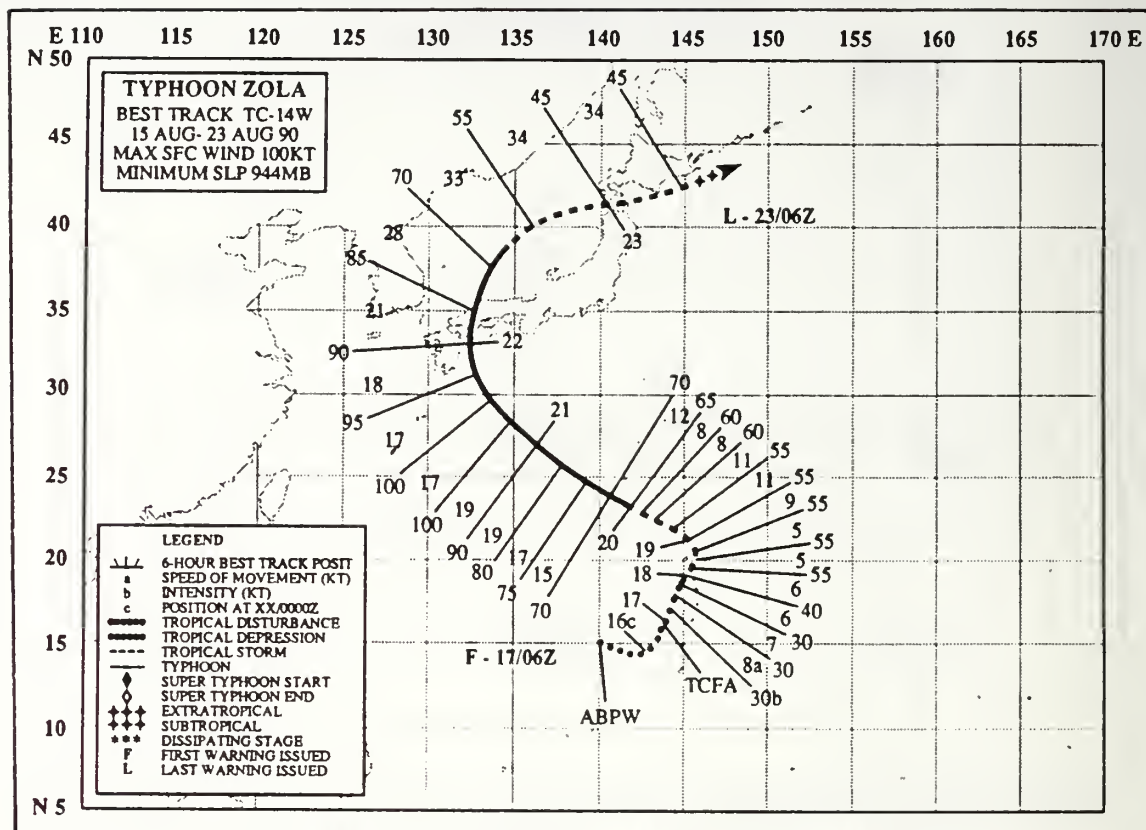 E 110 115 120 125 130 135 140 145 150 155 160 165 170 E
N 50
TYPHOON ZOLA
BEST TRACK TC-14W
15 AUG- 23 AUG 90
MAX SFC WIND 100KT
MINIMUM SLP 944MB
45
45
34
34
45
55
33
70
L - 23/06Z
40
28
23
85
35
21
22
90
30
18
70
65
95
12
60
21
8
60
17
8
55
25
11
100
17
11
55
19
9
55
100
20
19
5
LEGEND
90
19
55
20
17
5
6-HOUR BEST TRACK POSIT
80
15
18
55
a SPEED OF MOVEMENT (KT)
75
6
40
b INTENSITY (KT)
70
17
6
30
c POSITION AT XX/0000Z
16c
7
TROPICAL DISTURBANCE
15
F - 17/06Z
8a
30
TROPICAL DEPRESSION
TCFA
30b
TROPICAL STORM
ABPW
TYPHOON
SUPER TYPHOON START
SUPER TYPHOON END
10
EXTRATROPICAL
SUBTROPICAL
DISSIPATING STAGE
F FIRST WARNING ISSUED
L LAST WARNING ISSUED
N 5